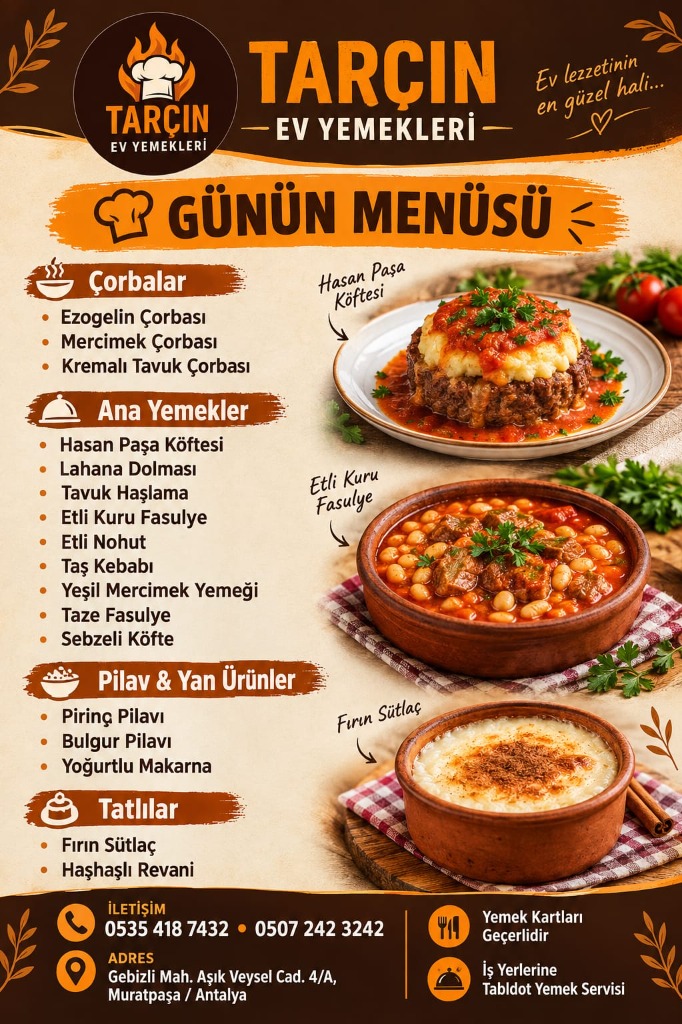 TARÇIN
EV YEMEKLERİ
TARÇIN
EV YEMEKLERİ
Ev lezzetinin
en güzel hali...
GÜNÜN MENÜSÜ
Çorbalar
Ezogelin Çorbası
Mercimek Çorbası
Kremalı Tavuk Çorbası
Hasan Paşa
Köftesi
Ana Yemekler
Hasan Paşa Köftesi
Lahana Dolması
Tavuk Haşlama
Etli Kuru Fasulye
Etli Nohut
Taş Kebabı
Yeşil Mercimek Yemeği
Taze Fasulye
Sebzeli Köfte
Etli Kuru
Fasulye
Pilav & Yan Ürünler
Pirinç Pilavı
Bulgur Pilavı
Yoğurtlu Makarna
Fırın Sütlaç
Tatlılar
Fırın Sütlaç
Haşhaşlı Revani
İLETİŞİM
0535 418 7432 • 0507 242 3242
ADRES
Gebizli Mah. Aşık Veysel Cad. 4/A,
Muratpaşa / Antalya
Yemek Kartları
Geçerlidir
İş Yerlerine
Tabldot Yemek Servisi